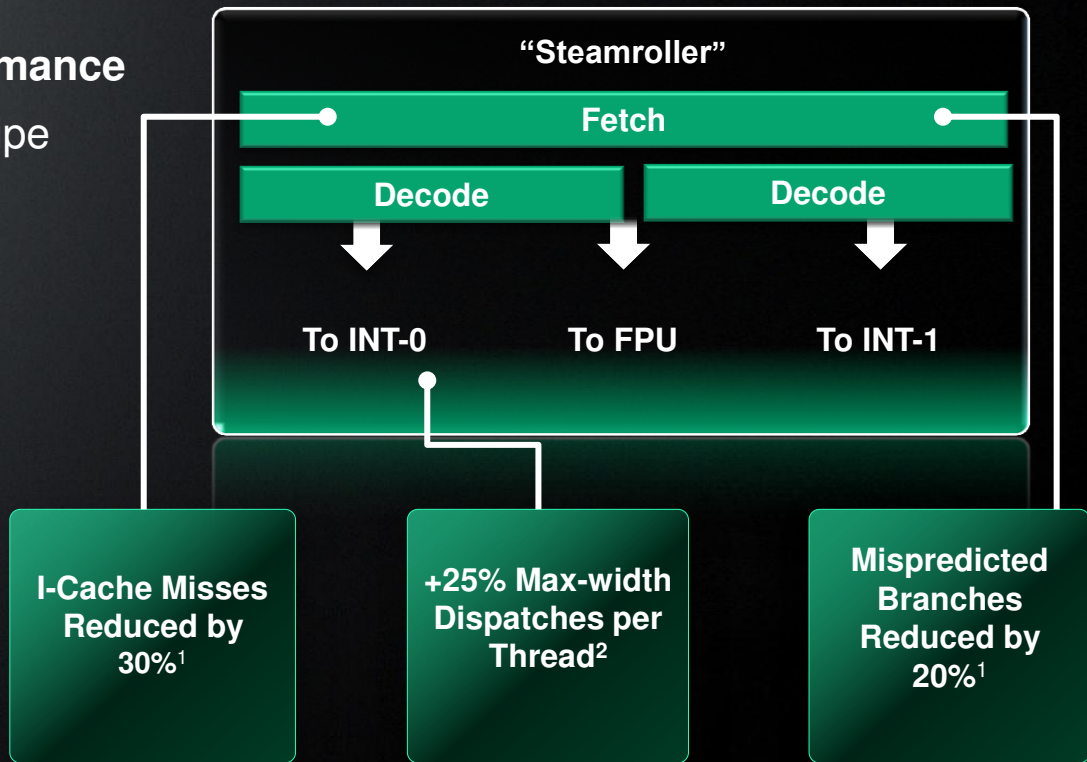 mance
pe
“Steamroller”
Fetch
Decode
Decode
To INT-0
To FPU
To INT-1
I-Cache Misses
Reduced by
30%¹
+25% Max-width
Dispatches per
Thread²
Mispredicted
Branches
Reduced by
20%¹